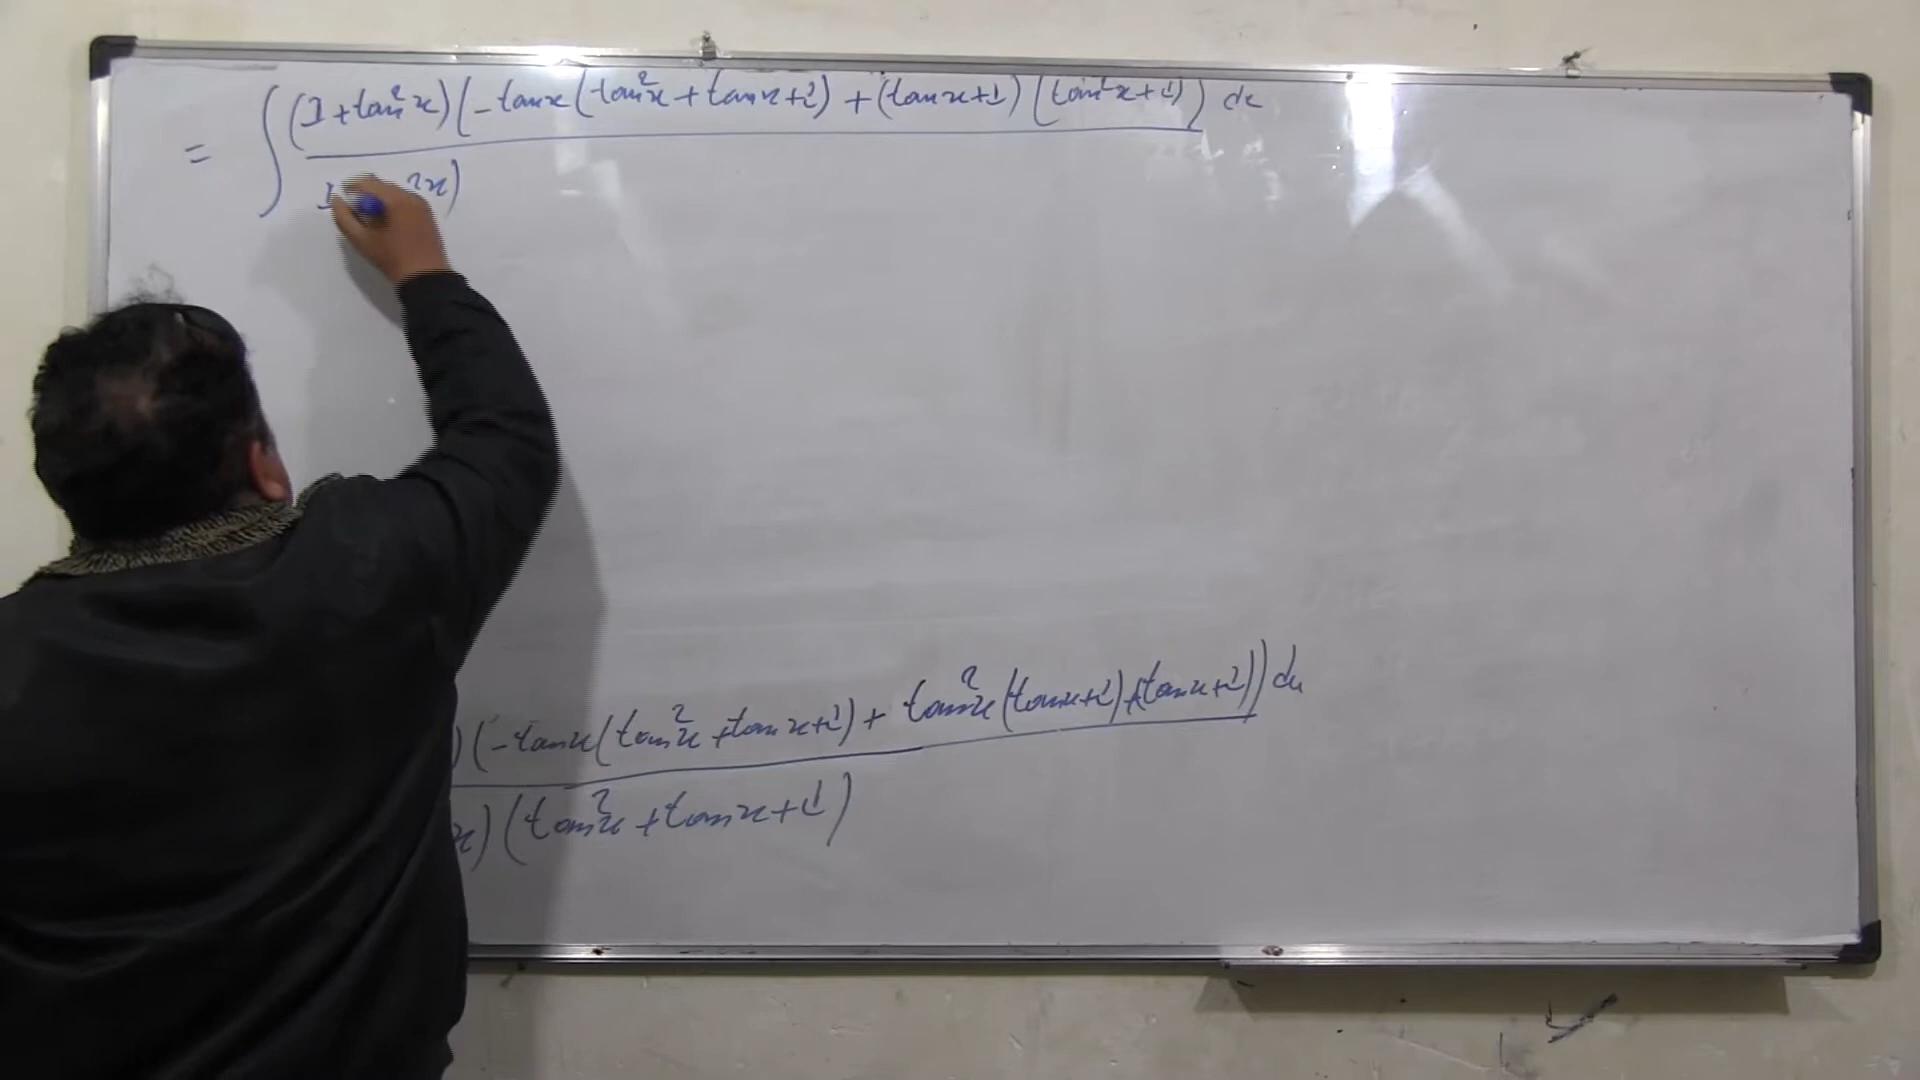 = ∫ (1 + tan²x)(-tanx(tan²x + tanx+1) + (tanx+1)(tan²x+1)) dx
²x)
)(-tanx(tan²x + tanx+1) + tan²x(tanx+1)+(tanx+1)) dx
x)(tan²x + tanx+1)